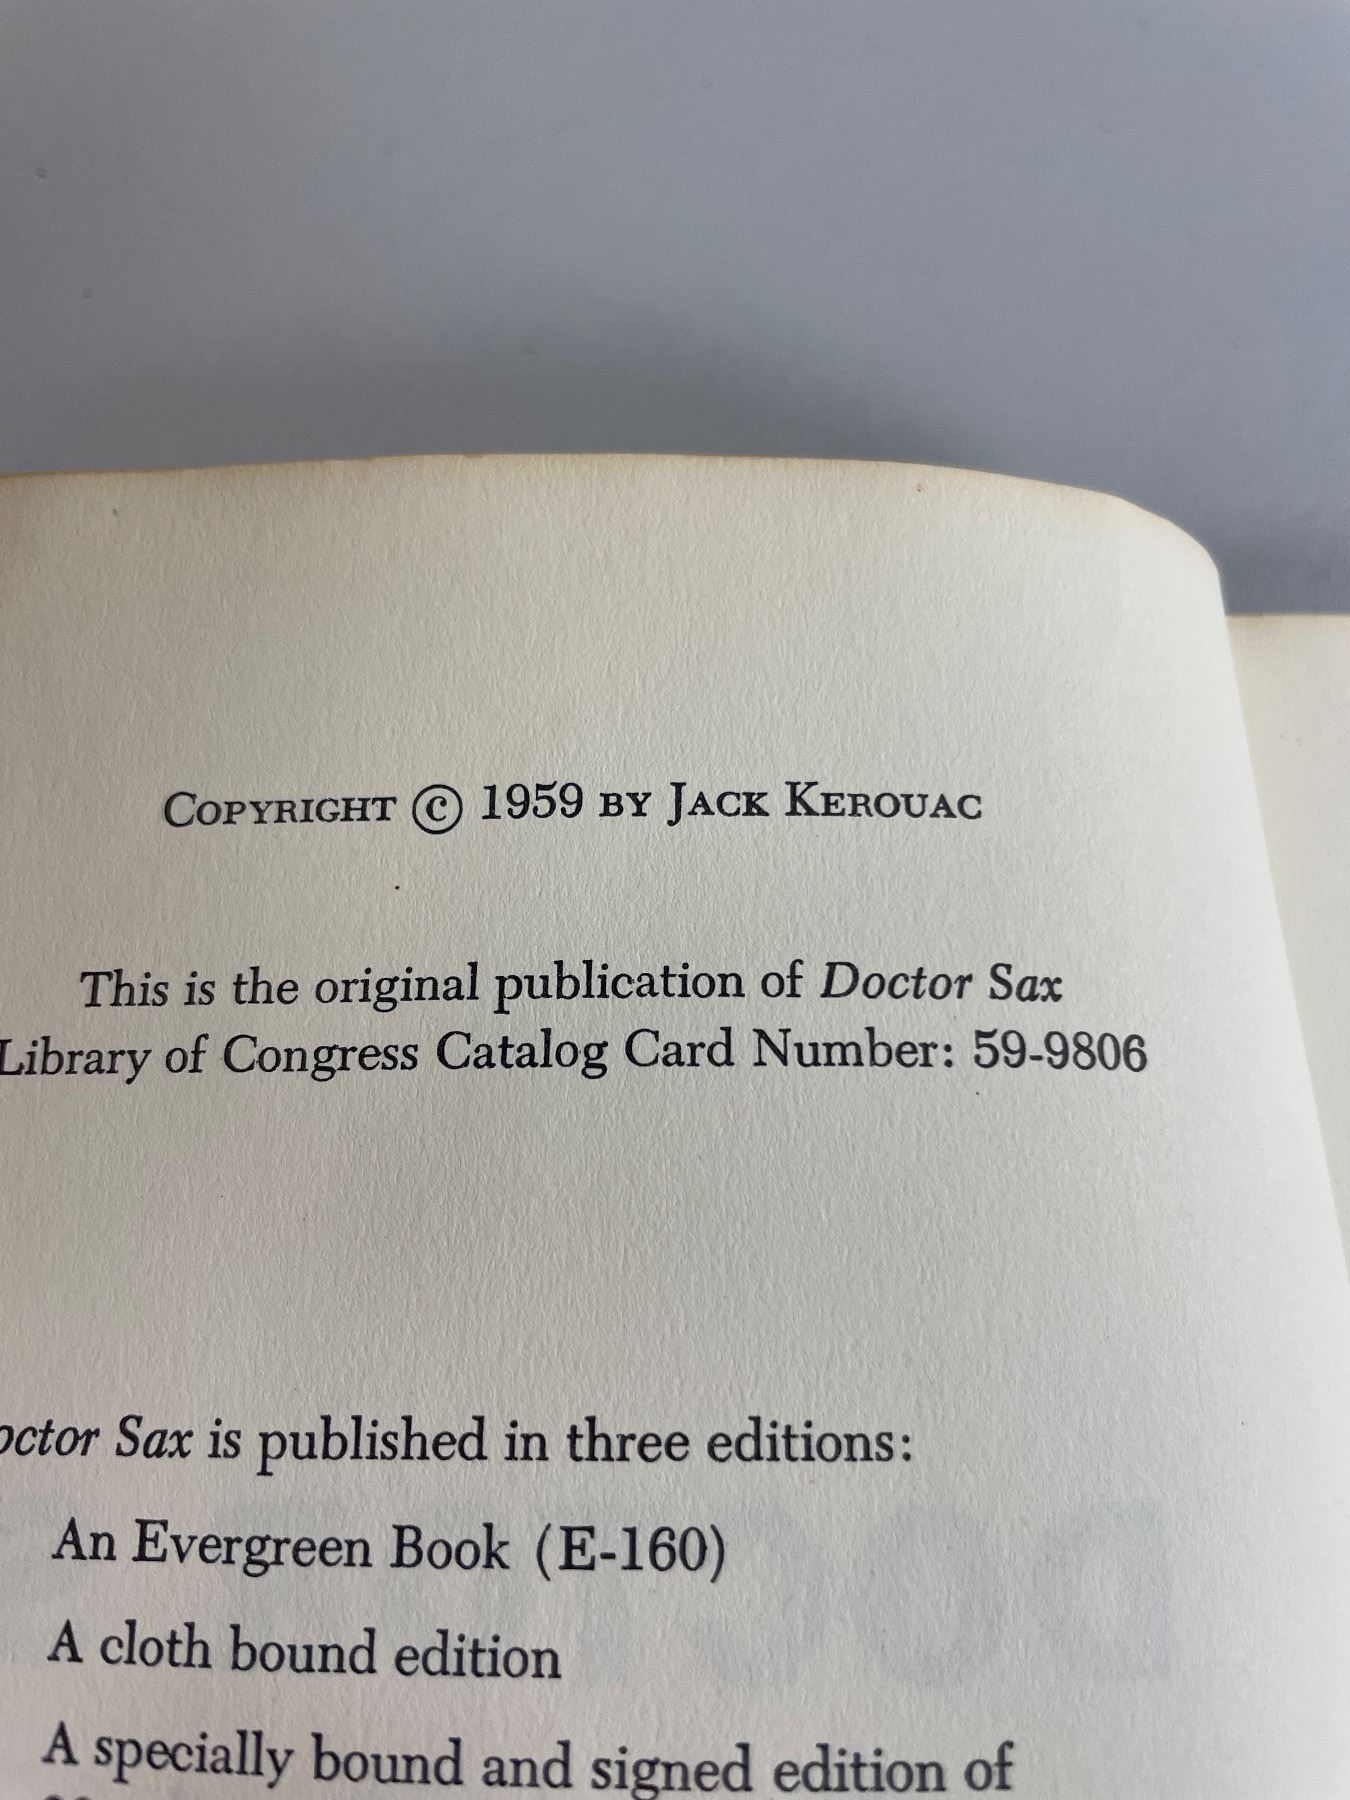 COPYRIGHT © 1959 BY JACK KEROUAC
This is the original publication of Doctor Sax
Library of Congress Catalog Card Number: 59-9806
octor Sax is published in three editions:
An Evergreen Book (E-160)
A cloth bound edition
A specially bound and signed edition of